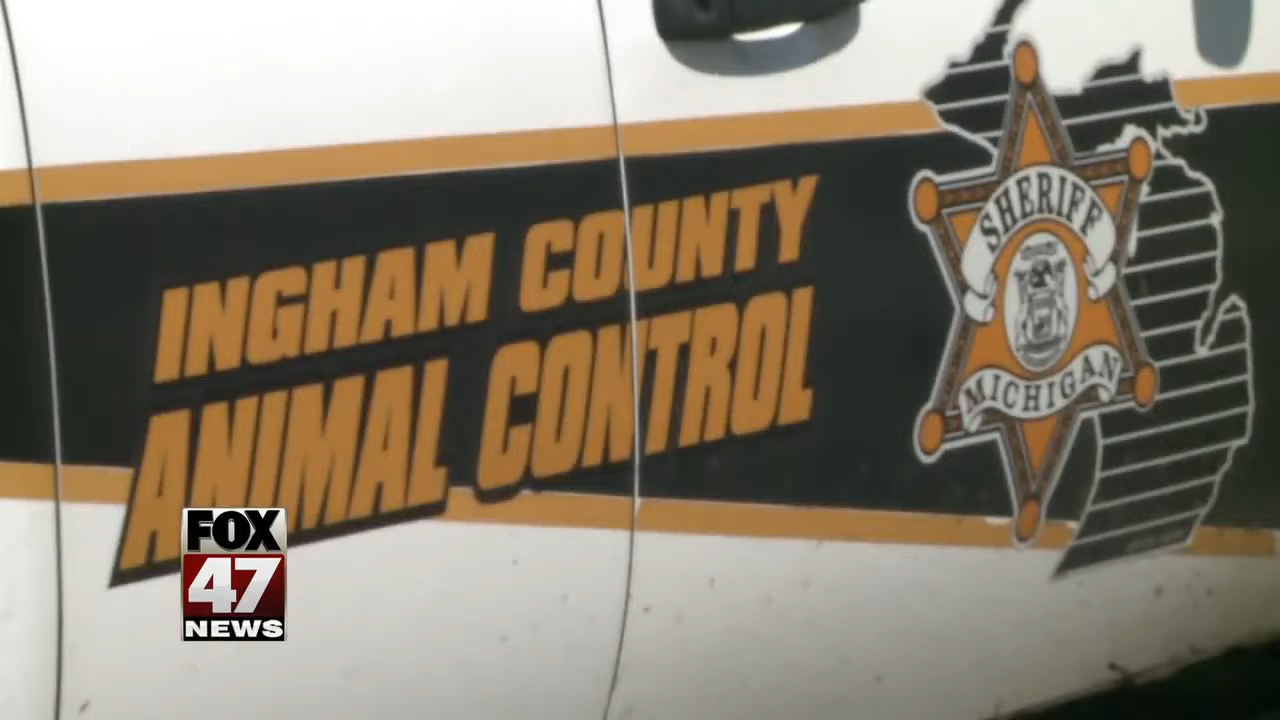 INGHAM COUNTY
ANIMAL CONTROL
SHERIFF
MICHIGAN
FOX
47
NEWS